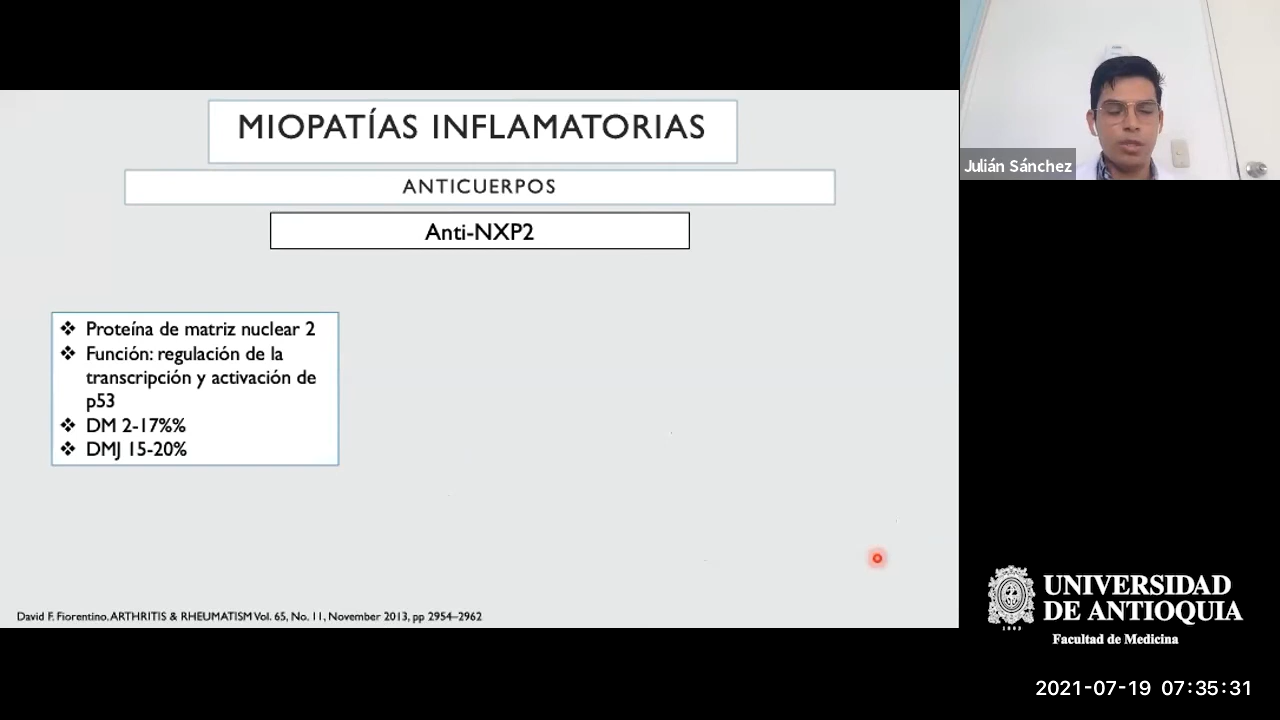 MIOPATÍAS INFLAMATORIAS
ANTICUERPOS
Anti-NXP2
❖ Proteína de matriz nuclear 2
❖ Función: regulación de la
transcripción y activación de
p53
❖ DM 2-17%%
❖ DMJ 15-20%
David F. Fiorentino. ARTHRITIS & RHEUMATISM Vol. 65, No. 11, November 2013, pp 2954–2962
Julián Sánchez
UNIVERSIDAD
DE ANTIOQUIA
1803
Facultad de Medicina
2021-07-19 07:35:31